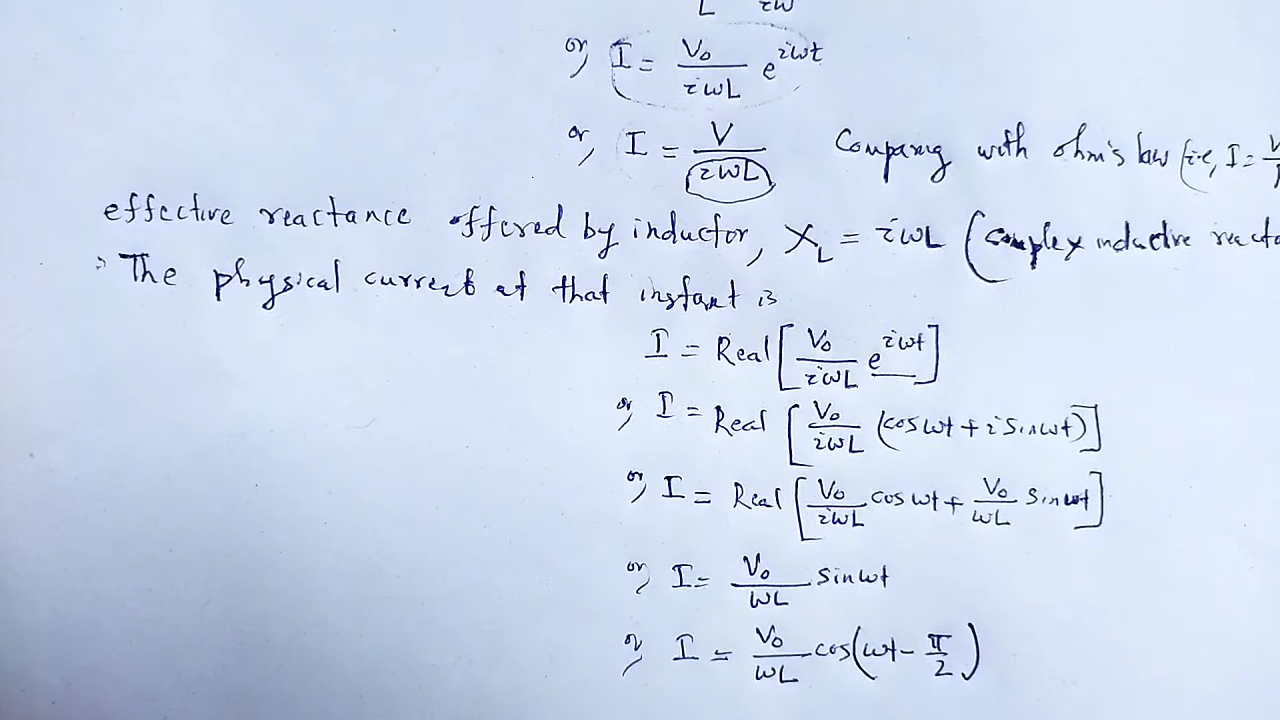 L iω
or, I = V₀/iωL e^{iωt}
or, I = V/iωL Comparing with ohm's law (i.e, I = V/
effective reactance offered by inductor, X_L = iωL (complex inductive reacta
∴ The physical current at that instant is
I = Real [V₀/iωL e^{iωt}]
or, I = Real [V₀/iωL (cos ωt + i sin ωt)]
or, I = Real [V₀/iωL cos ωt + V₀/ωL sin ωt]
or, I = V₀/ωL sin ωt
or, I = V₀/ωL cos(ωt - π/2)